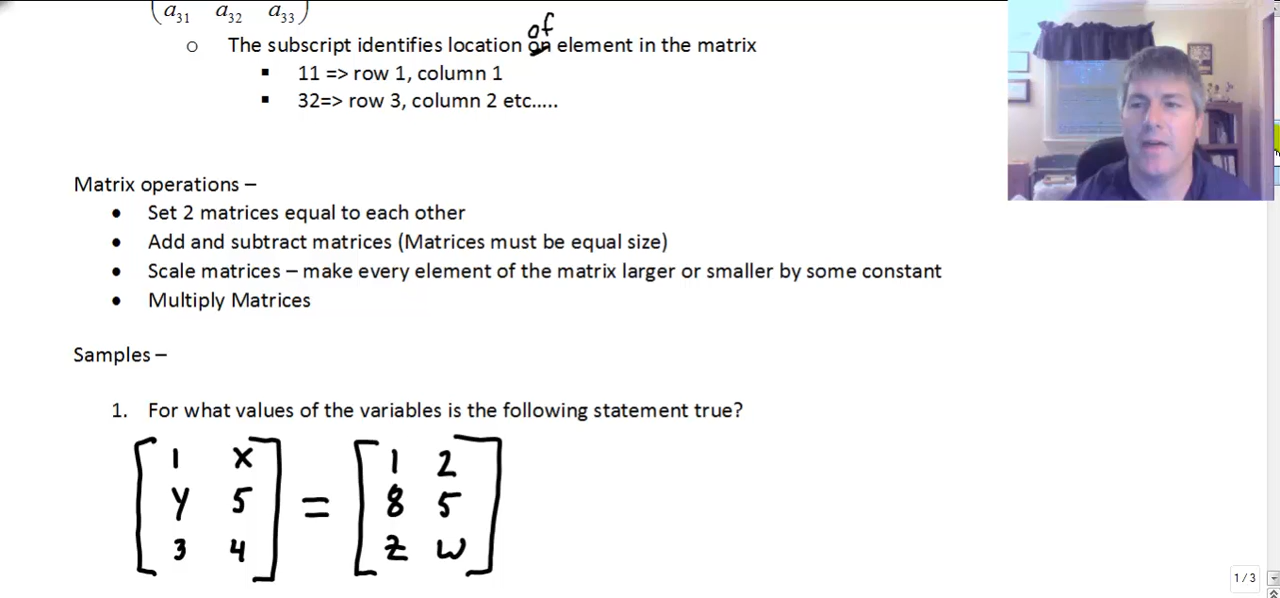 a31 a32 a33
of
○ The subscript identifies location on element in the matrix
▪ 11 => row 1, column 1
▪ 32=> row 3, column 2 etc.....
Matrix operations –
• Set 2 matrices equal to each other
• Add and subtract matrices (Matrices must be equal size)
• Scale matrices – make every element of the matrix larger or smaller by some constant
• Multiply Matrices
Samples –
1. For what values of the variables is the following statement true?
[1 x] = [1 2]
[y 5] [8 5]
[3 4] [z w]
1 / 3